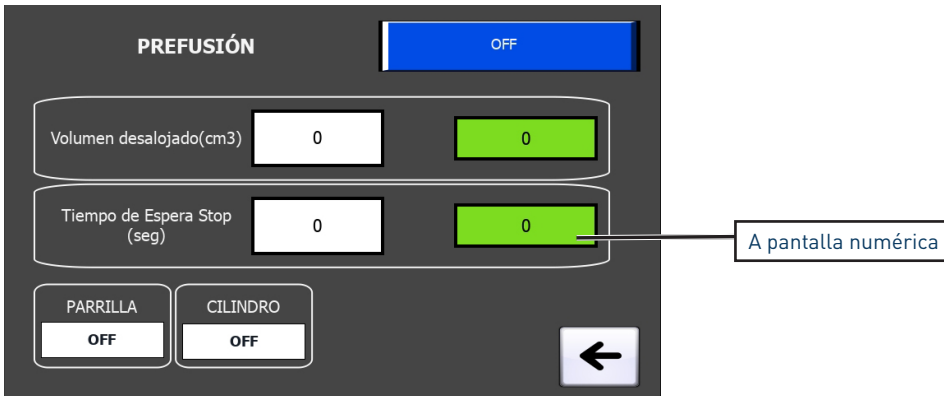 PREFUSIÓN
OFF
Volumen desalojado(cm3)
0
0
Tiempo de Espera Stop
(seg)
0
0
A pantalla numérica
PARRILLA
CILINDRO
OFF
OFF